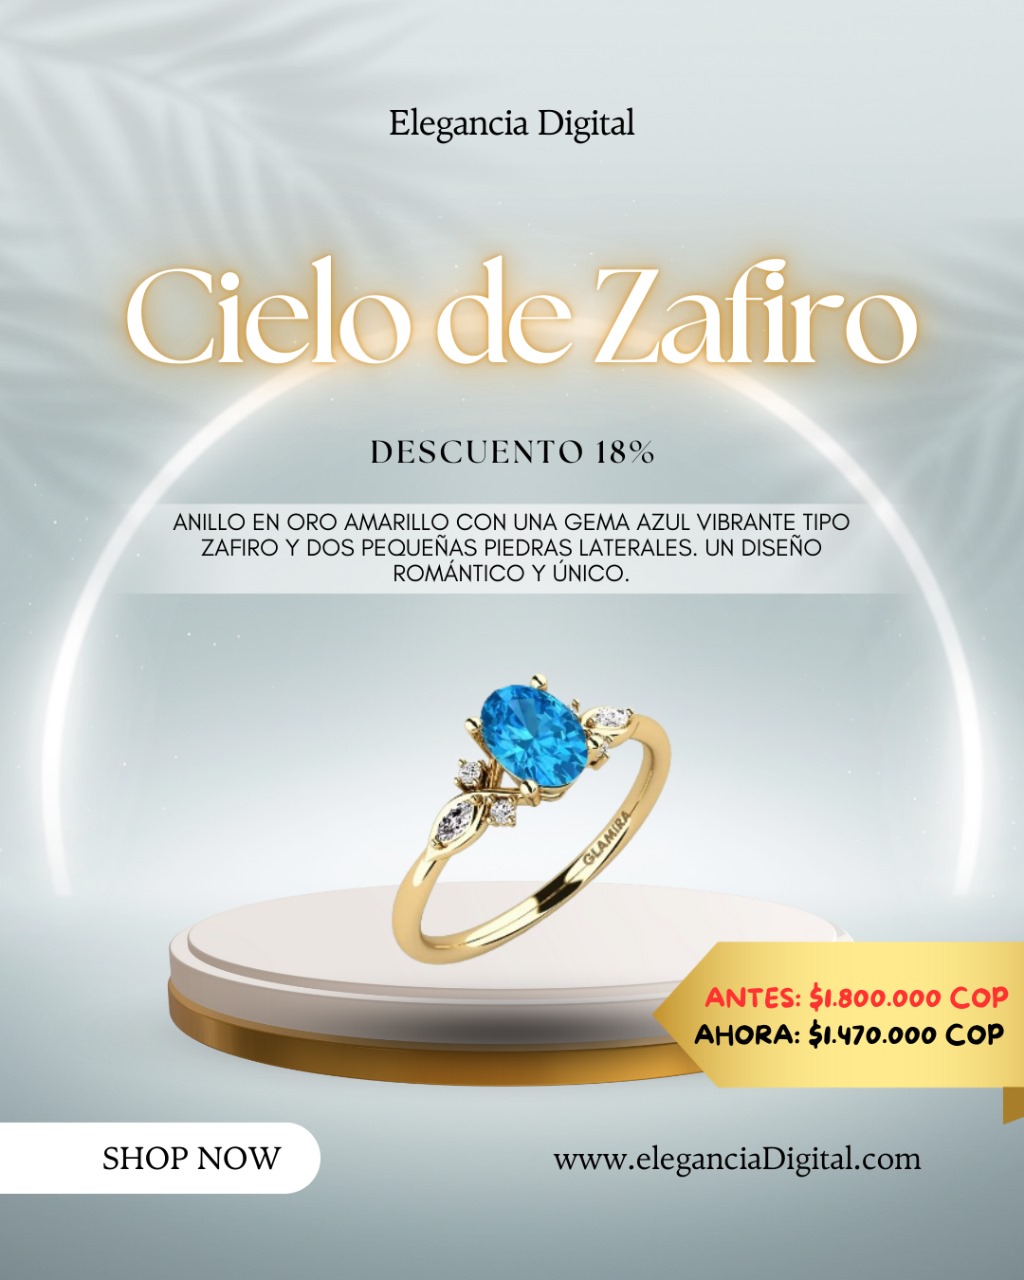 Elegancia Digital
Cielo de Zafiro
DESCUENTO 18%
ANILLO EN ORO AMARILLO CON UNA GEMA AZUL VIBRANTE TIPO
ZAFIRO Y DOS PEQUEÑAS PIEDRAS LATERALES. UN DISEÑO
ROMÁNTICO Y ÚNICO.
GLAMIRA
ANTES: $1.800.000 COP
AHORA: $1.470.000 COP
SHOP NOW
www.eleganciaDigital.com